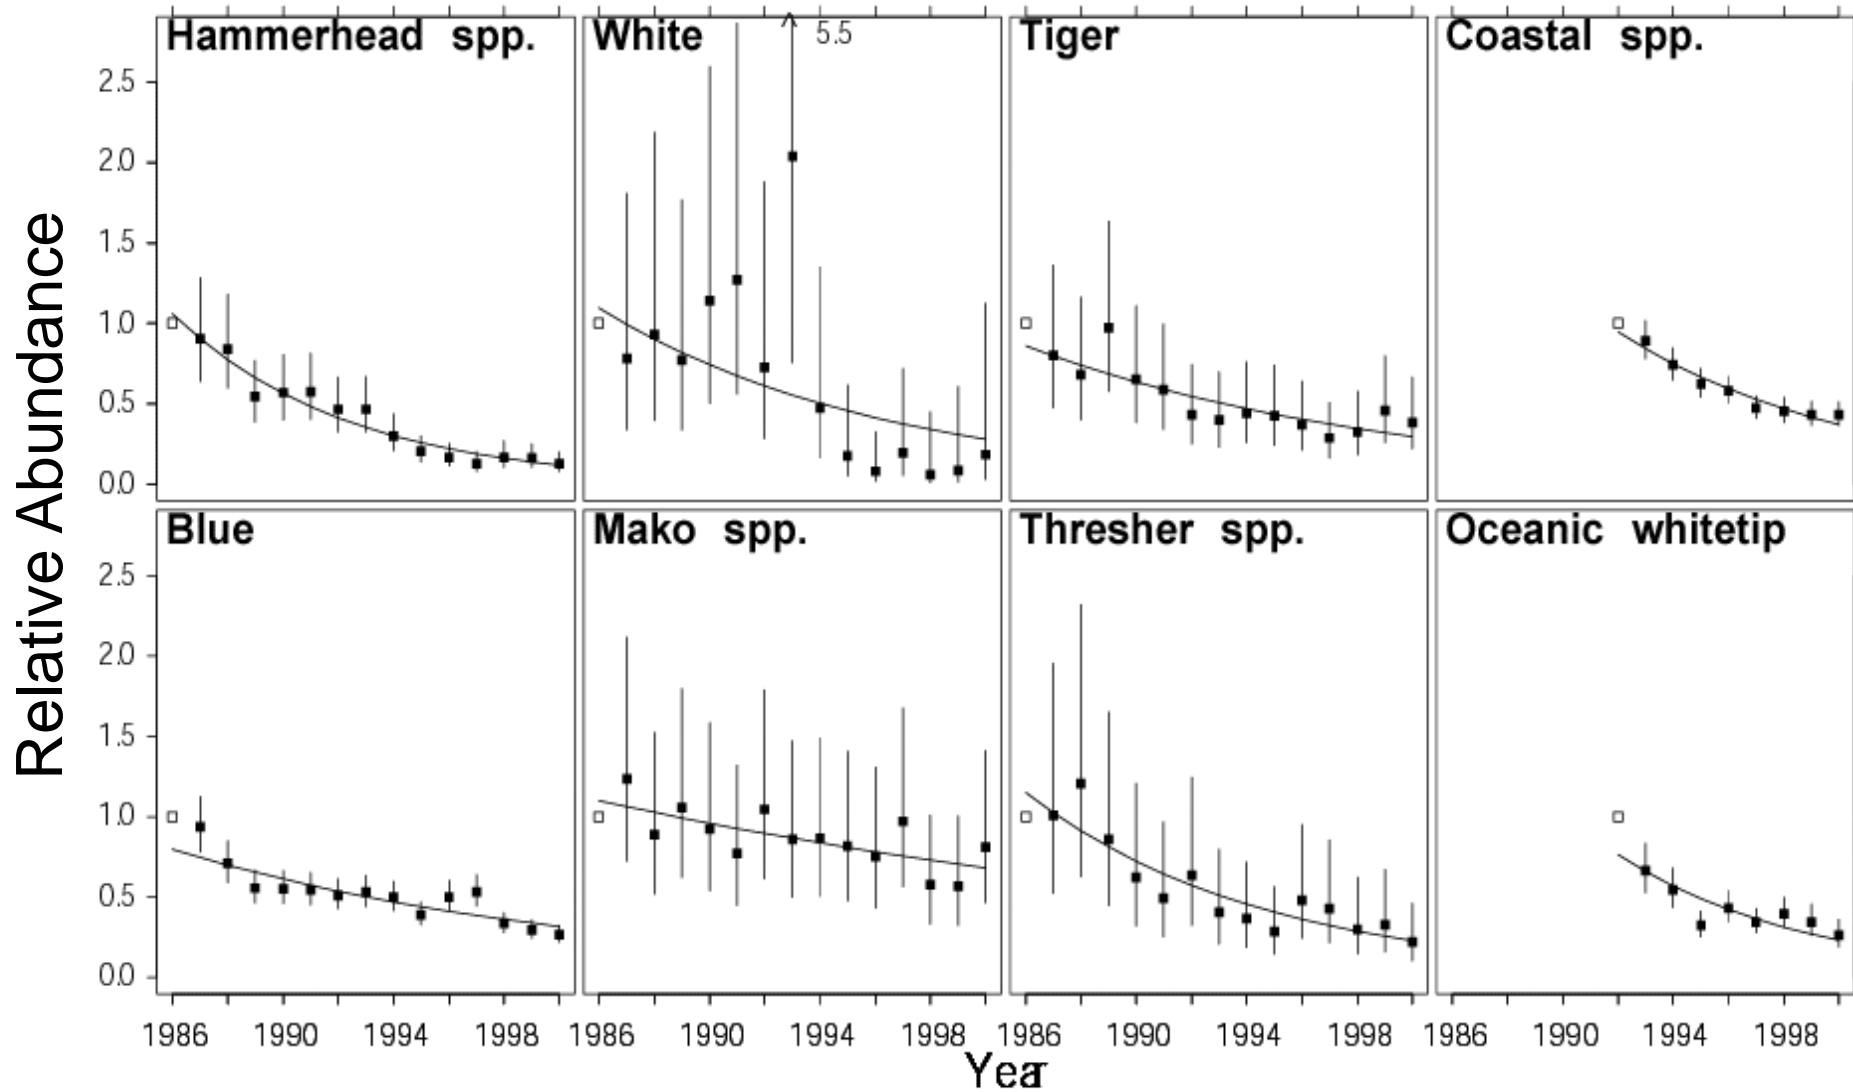 Hammerhead spp.
White
5.5
Tiger
Coastal spp.
2.5
2.0
1.5
1.0
0.5
0.0
Relative Abundance
Blue
Mako spp.
Thresher spp.
Oceanic whitetip
2.5
2.0
1.5
1.0
0.5
0.0
1986 1990 1994 1998 1986 1990 1994 1998 1986 1990 1994 1998 1986 1990 1994 1998
Year